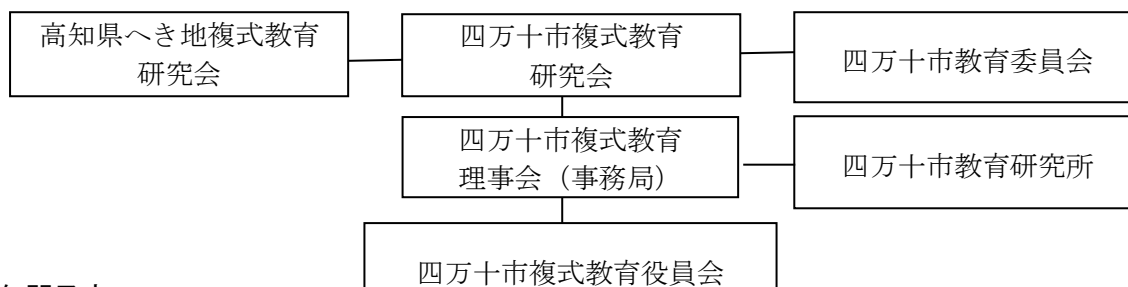 高知県へき地複式教育
研究会
四万十市複式教育
研究会
四万十市教育委員会
四万十市複式教育
理事会（事務局）
四万十市教育研究所
四万十市複式教育役員会